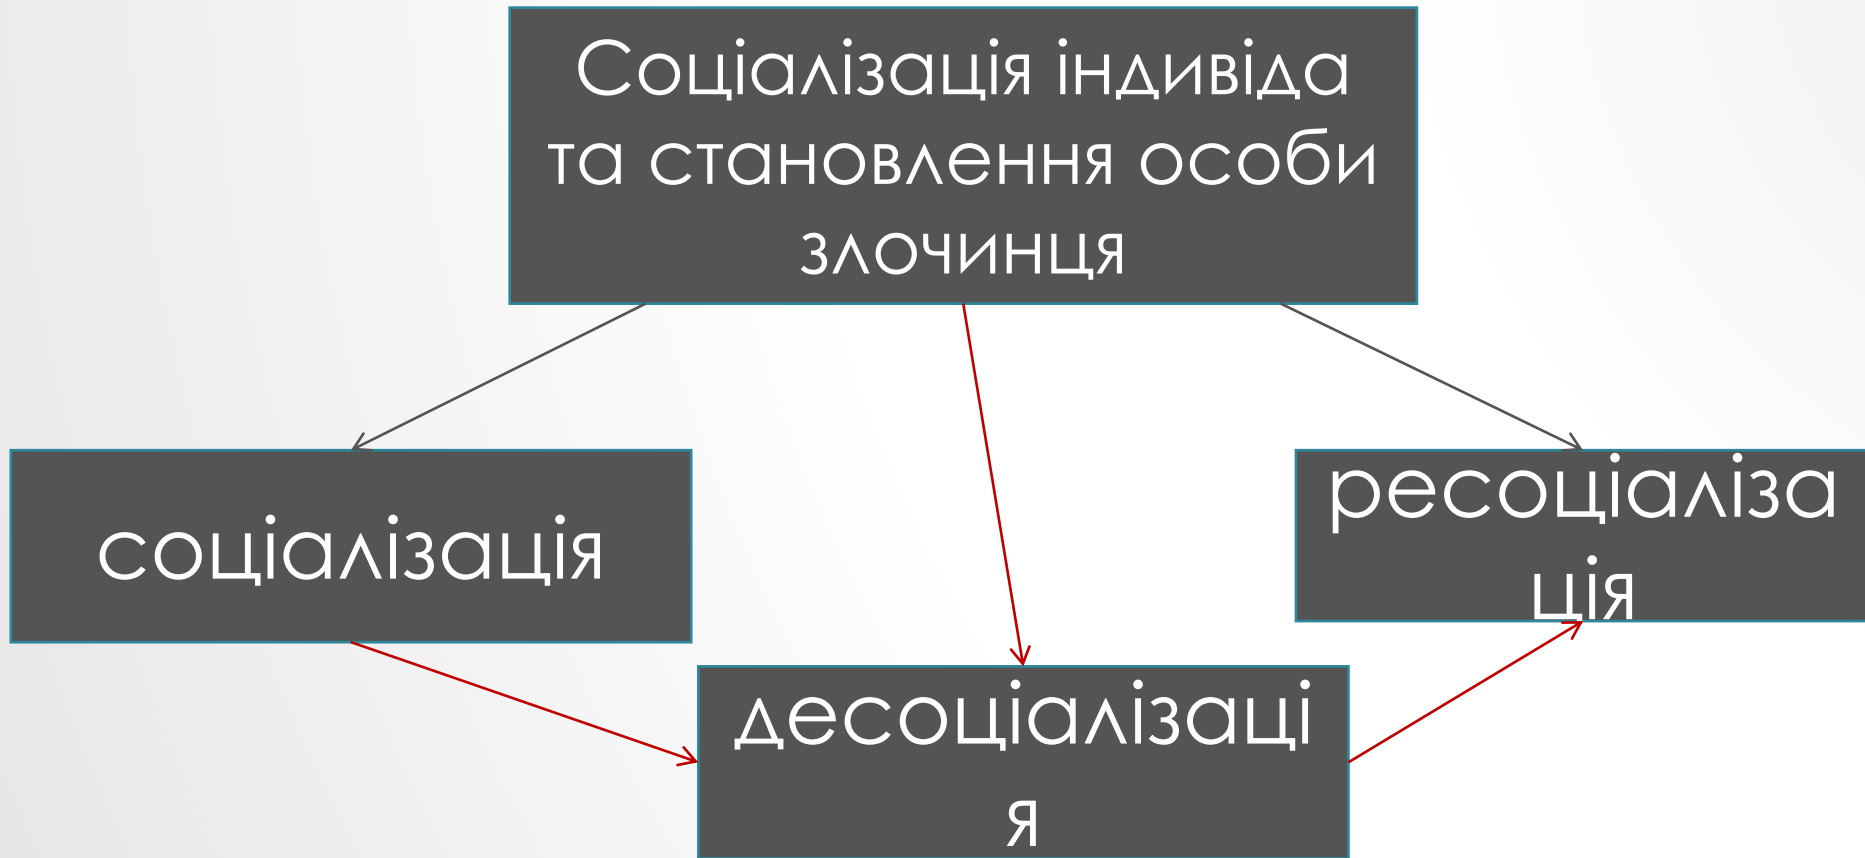 Соціалізація індивіда
та становлення особи
злочинця
соціалізація
ресоціаліза
ція
десоціалізаці
я